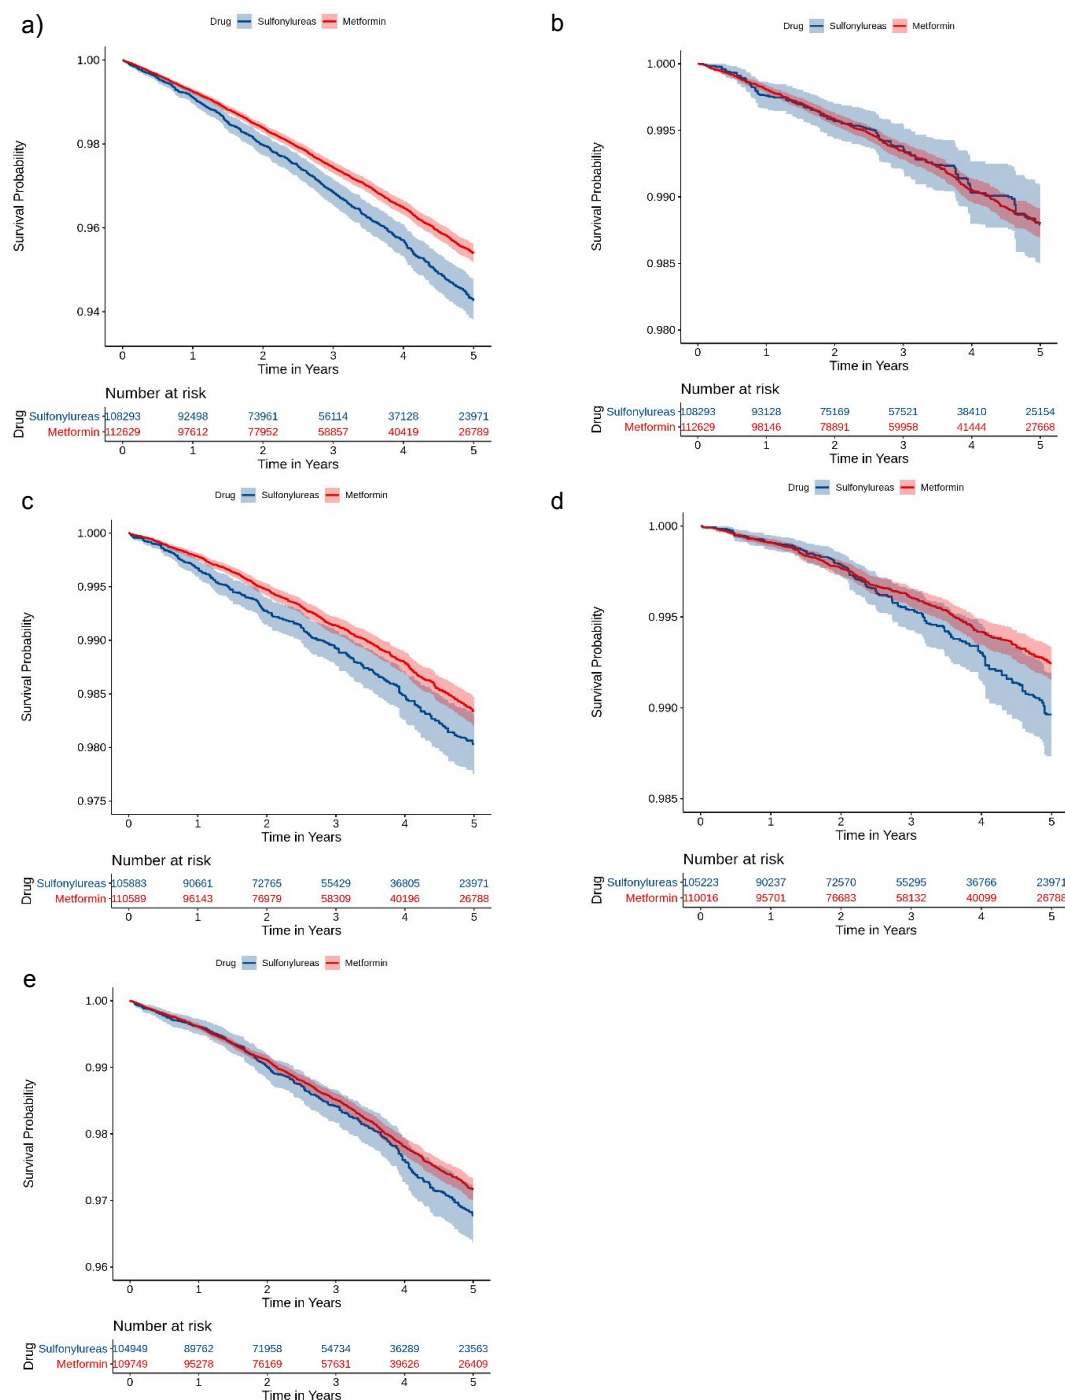 a)
Drug Sulfonylureas Metformin
1.00
0.98
0.96
0.94
Survival Probability
0 1 2 3 4 5
Time in Years
Number at risk
Drug
Sulfonylureas 108293 92498 73961 56114 37128 23971
Metformin 112629 97612 77952 58857 40419 26789
0 1 2 3 4 5
Time in Years
b
Drug Sulfonylureas Metformin
1.000
0.995
0.990
0.985
0.980
Survival Probability
0 1 2 3 4 5
Time in Years
Number at risk
Drug
Sulfonylureas 108293 93128 75169 57521 38410 25154
Metformin 112629 98146 78891 59958 41444 27668
0 1 2 3 4 5
Time in Years
c
Drug Sulfonylureas Metformin
1.000
0.995
0.990
0.985
0.980
0.975
Survival Probability
0 1 2 3 4 5
Time in Years
Number at risk
Drug
Sulfonylureas 105883 90661 72765 55429 36805 23971
Metformin 110589 96143 76979 58309 40196 26788
0 1 2 3 4 5
Time in Years
d
Drug Sulfonylureas Metformin
1.000
0.995
0.990
0.985
Survival Probability
0 1 2 3 4 5
Time in Years
Number at risk
Drug
Sulfonylureas 105223 90237 72570 55295 36766 23971
Metformin 110016 95701 76683 58132 40099 26788
0 1 2 3 4 5
Time in Years
e
Drug Sulfonylureas Metformin
1.00
0.99
0.98
0.97
0.96
Survival Probability
0 1 2 3 4 5
Time in Years
Number at risk
Drug
Sulfonylureas 104949 89762 71958 54734 36289 23563
Metformin 109749 95278 76169 57631 39626 26409
0 1 2 3 4 5
Time in Years